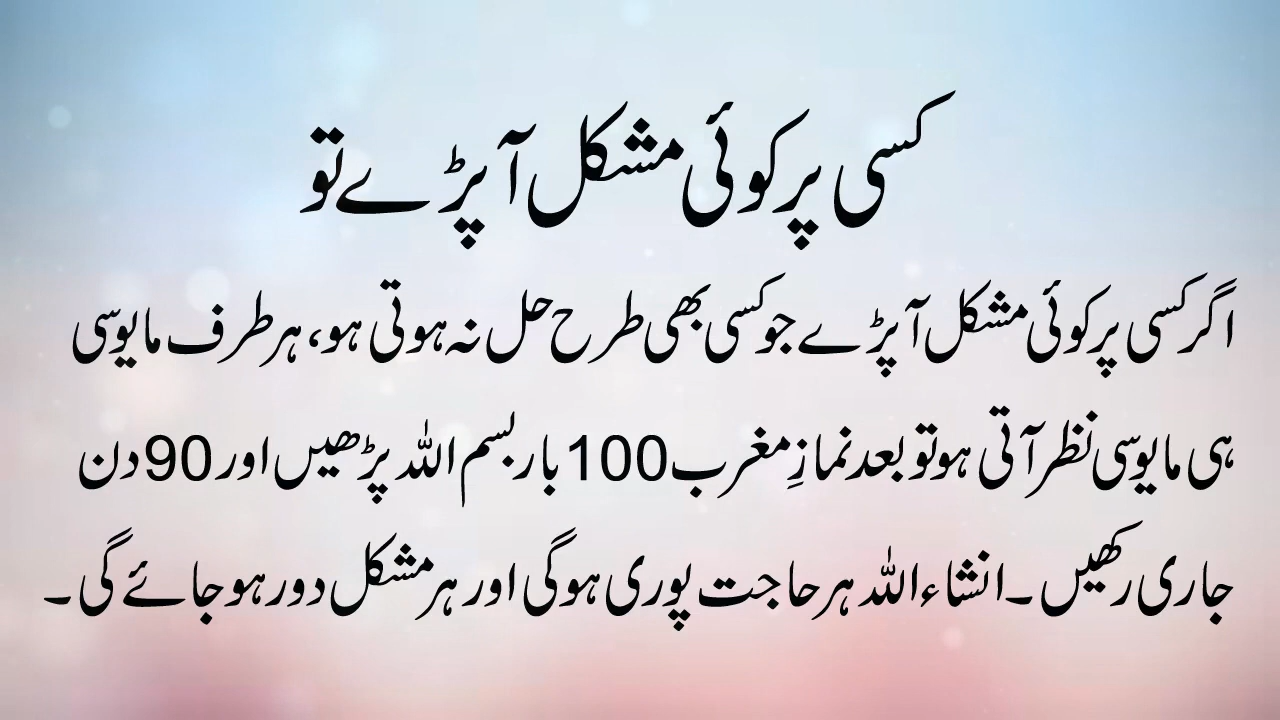 کسی پر کوئی مشکل آپڑے تو
اگر کسی پر کوئی مشکل آپڑے جو کسی بھی طرح حل نہ ہوتی ہو، ہر طرف مایوسی
ہی مایوسی نظر آتی ہو تو بعد نمازِ مغرب 100 بار بسم اللہ پڑھیں اور 90 دن
جاری رکھیں۔ انشاء اللہ ہر حاجت پوری ہوگی اور ہر مشکل دور ہو جائے گی۔